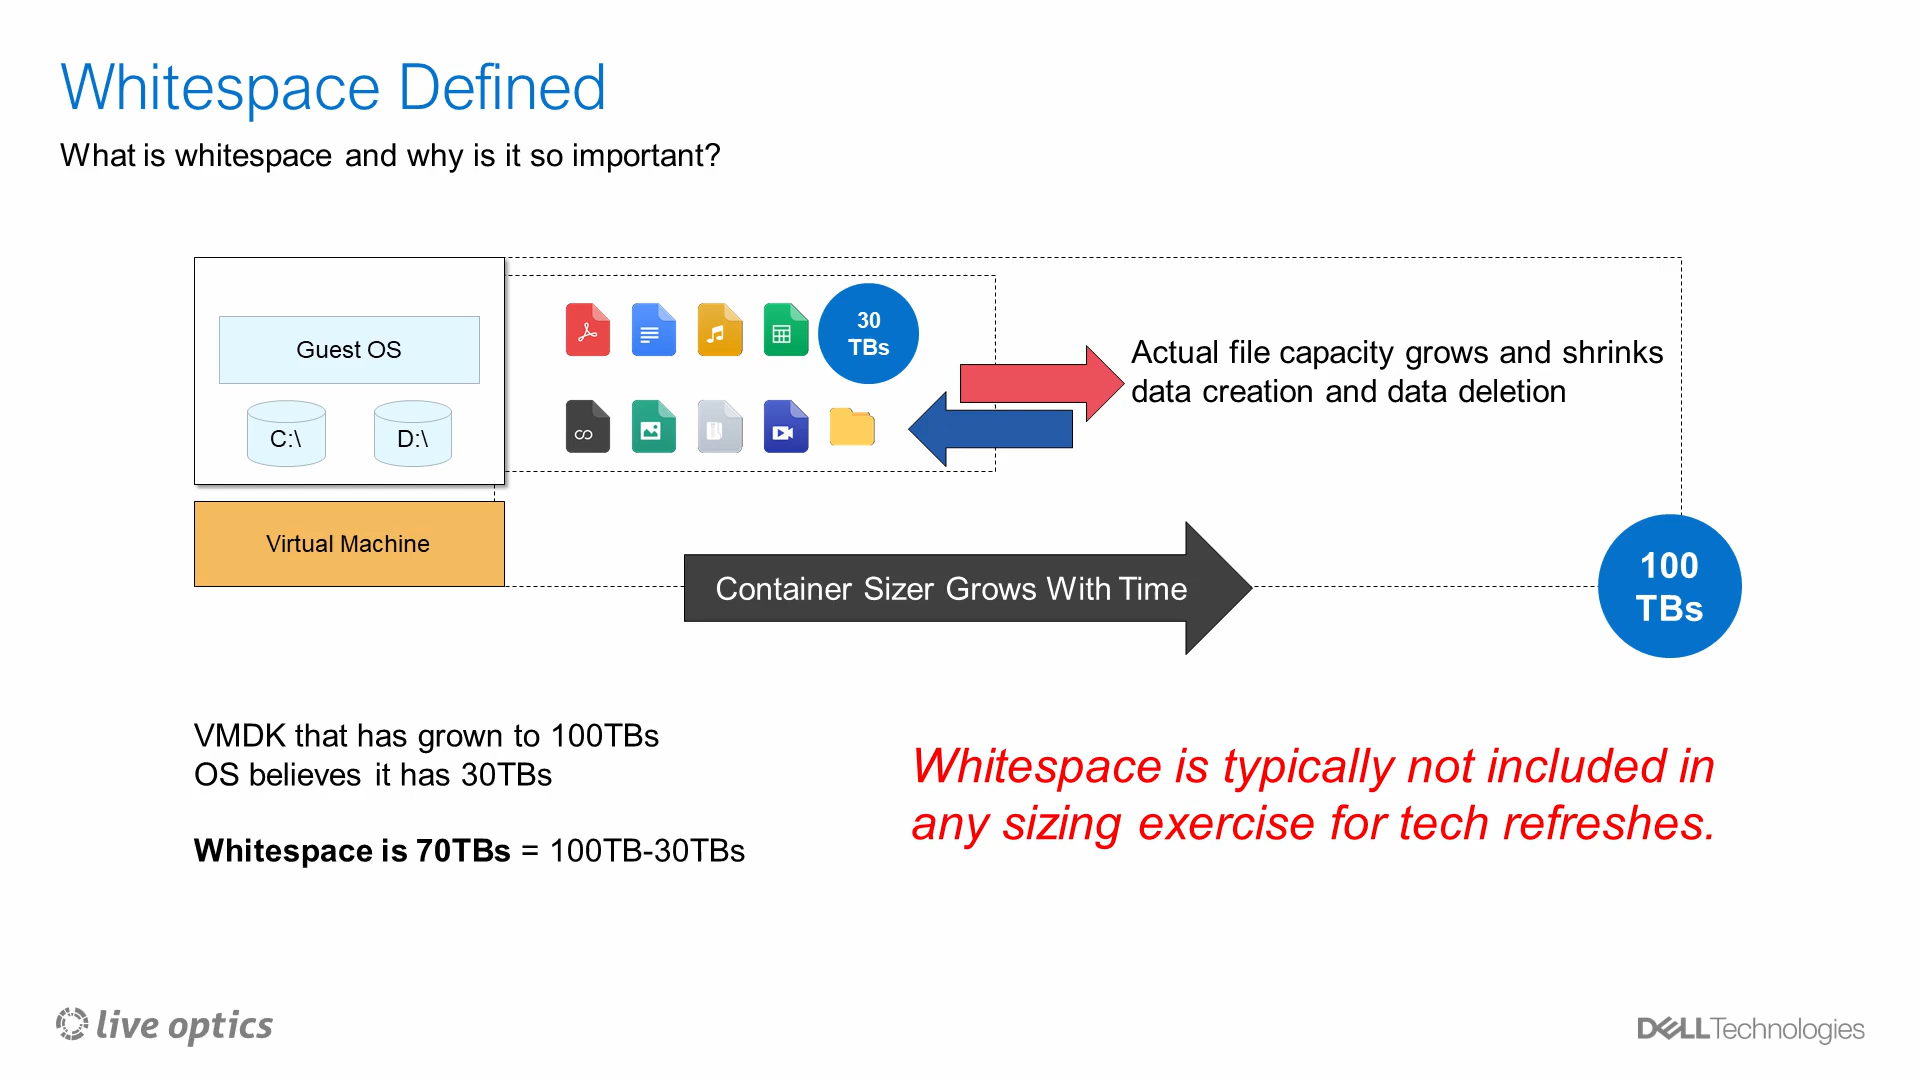 Whitespace Defined
What is whitespace and why is it so important?
Guest OS
C:\
D:\
30
TBs
Actual file capacity grows and shrinks
data creation and data deletion
Virtual Machine
Container Sizer Grows With Time
100
TBs
VMDK that has grown to 100TBs
OS believes it has 30TBs
Whitespace is 70TBs = 100TB-30TBs
Whitespace is typically not included in
any sizing exercise for tech refreshes.
live optics
DELLTechnologies